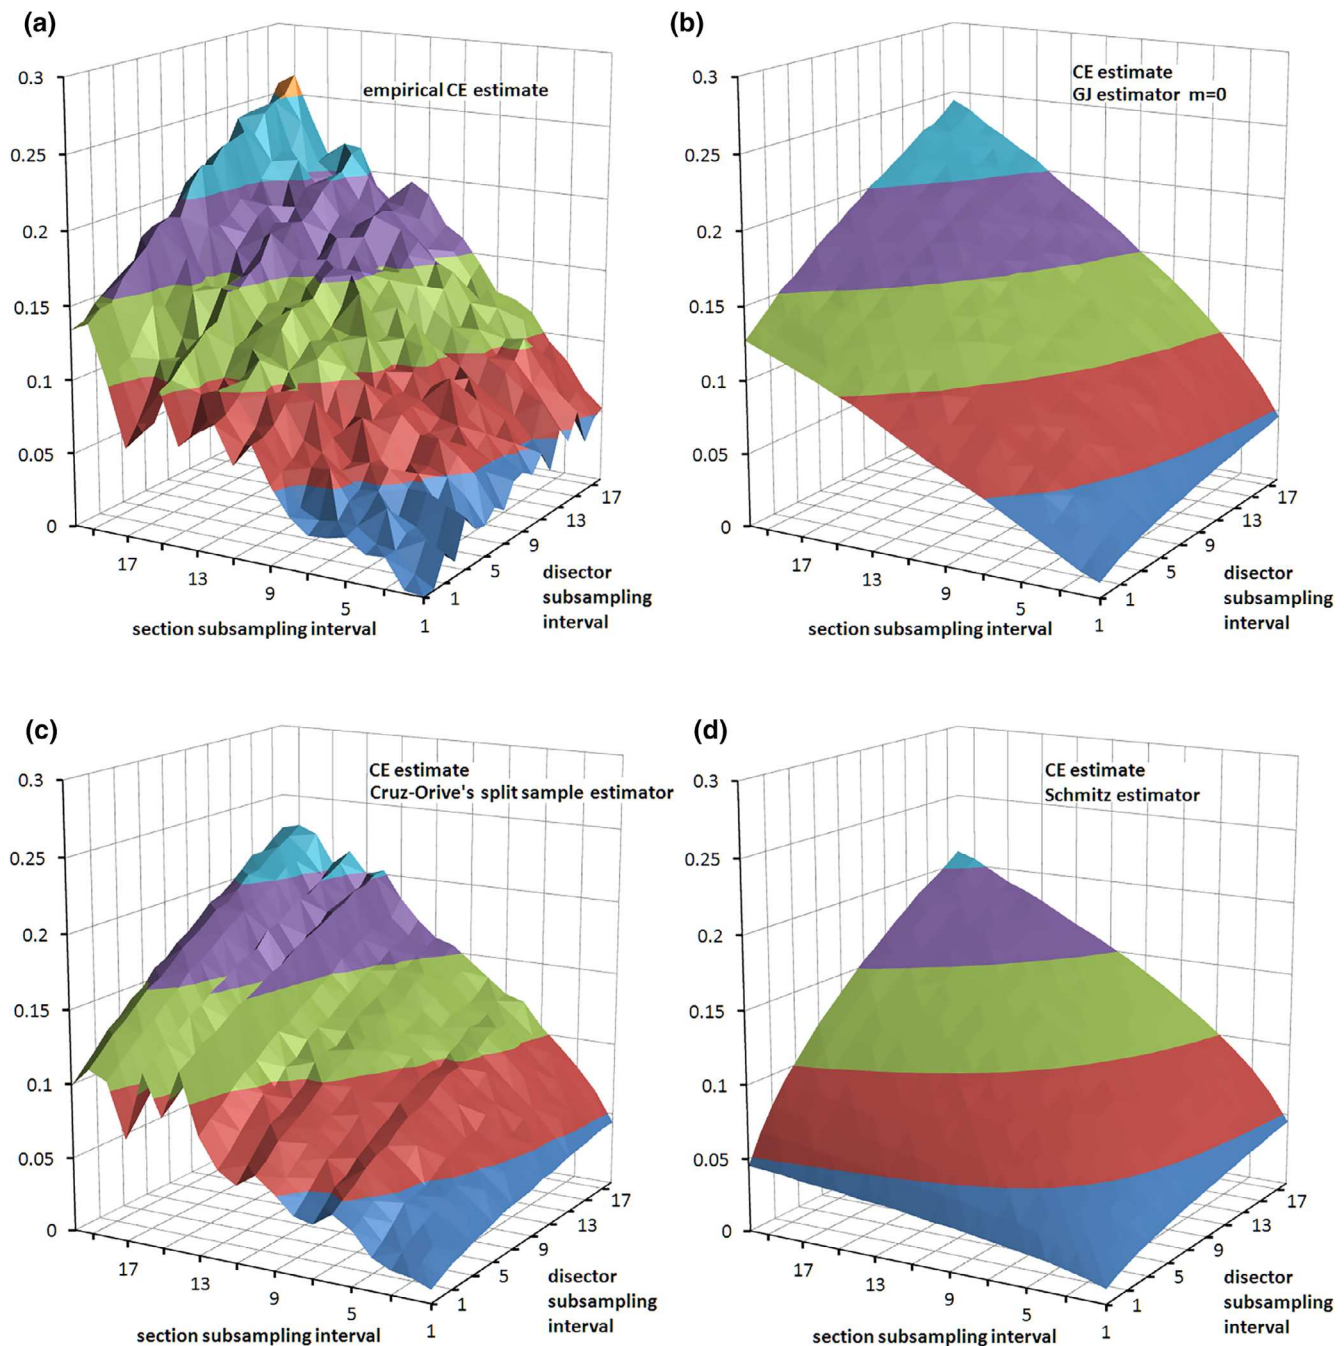 (a)
empirical CE estimate
0.3
0.25
0.2
0.15
0.1
0.05
0
17
13
9
5
1
section subsampling interval
1
5
9
13
17
disector
subsampling
interval
(b)
CE estimate
GJ estimator m=0
0.3
0.25
0.2
0.15
0.1
0.05
0
17
13
9
5
1
section subsampling interval
1
5
9
13
17
disector
subsampling
interval
(c)
CE estimate
Cruz-Orive's split sample estimator
0.3
0.25
0.2
0.15
0.1
0.05
0
17
13
9
5
1
section subsampling interval
1
5
9
13
17
disector
subsampling
interval
(d)
CE estimate
Schmitz estimator
0.3
0.25
0.2
0.15
0.1
0.05
0
17
13
9
5
1
section subsampling interval
1
5
9
13
17
disector
subsampling
interval